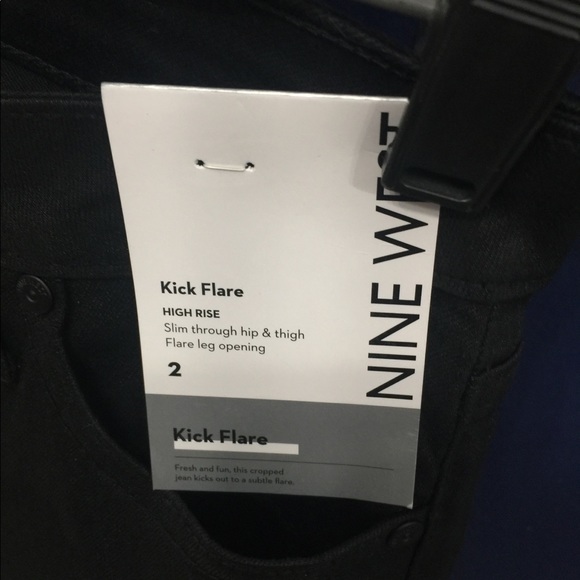 NINE WEST
Kick Flare
HIGH RISE
Slim through hip & thigh
Flare leg opening
2
Kick Flare
Fresh and fun, this cropped
jean kicks out to a subtle flare.